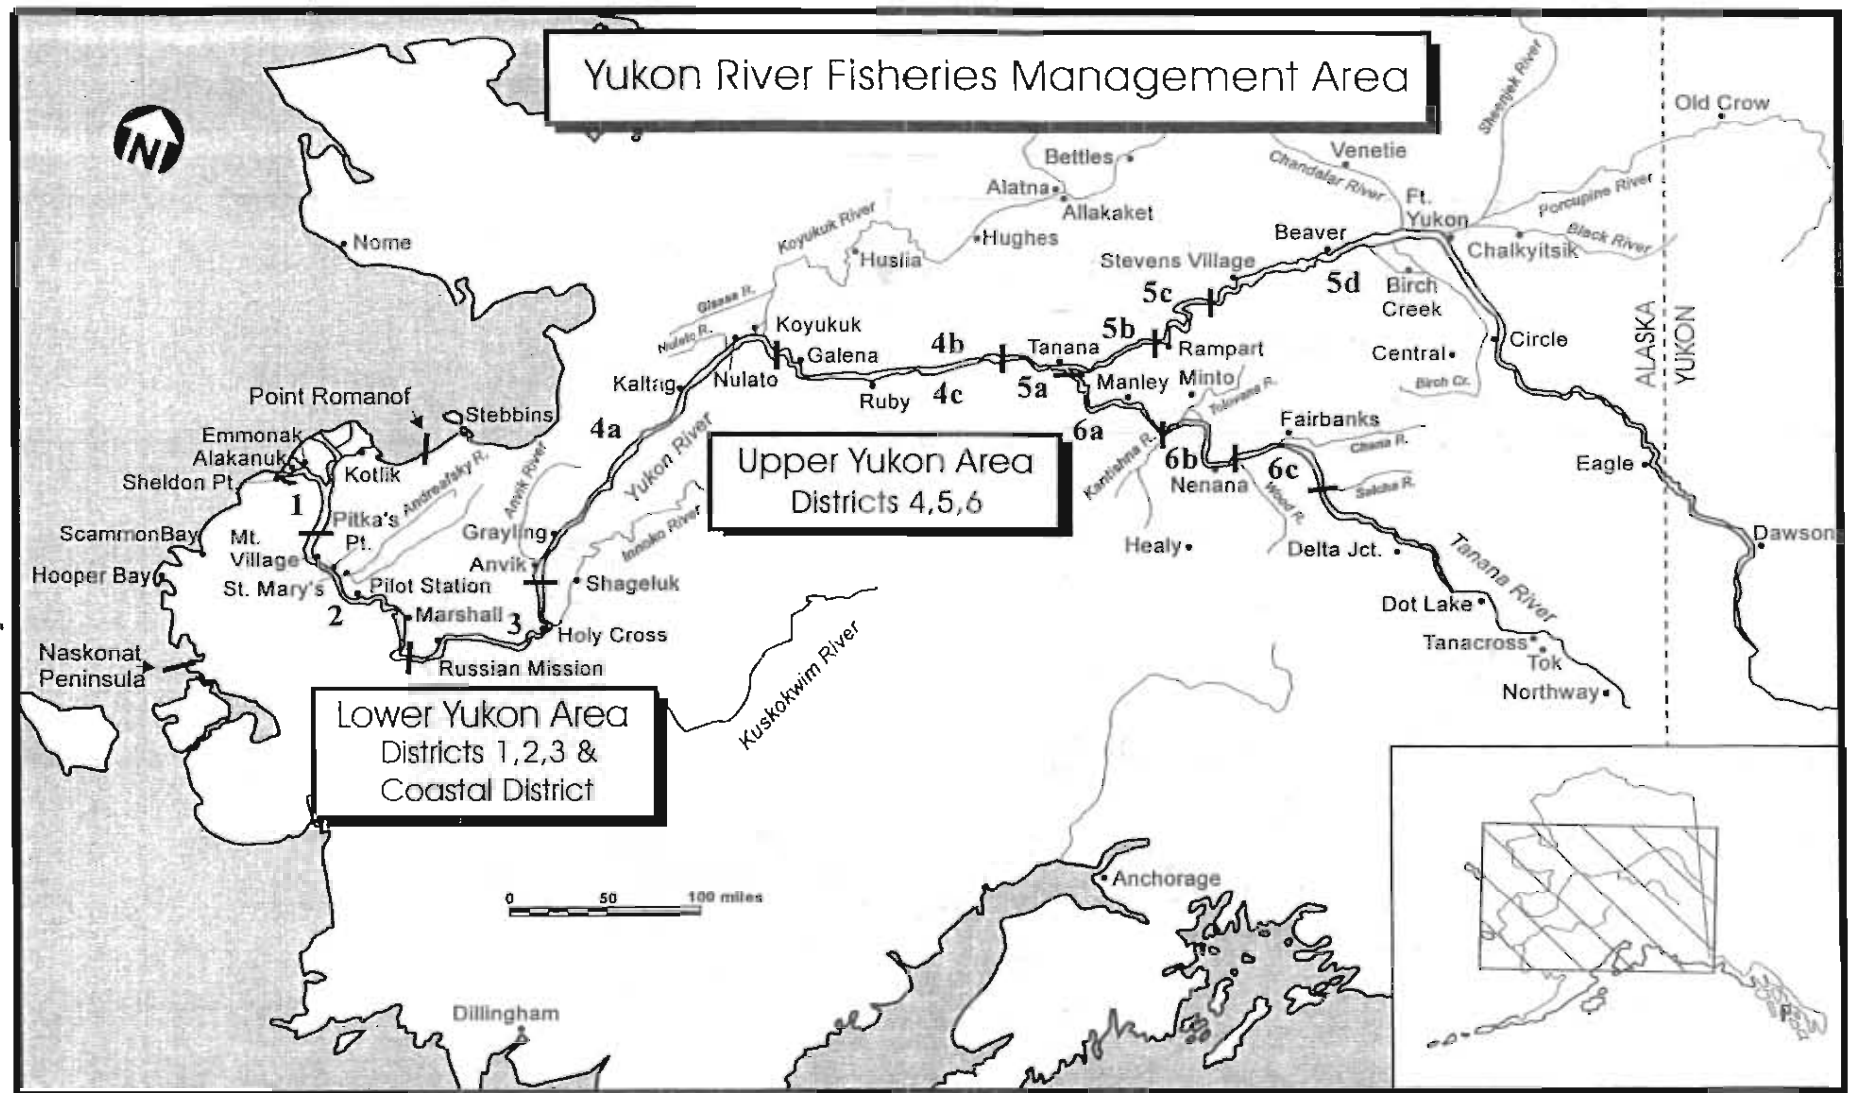 Yukon River Fisheries Management Area
N
Sheenjek River
Old Crow
Venetie
Bettles
Chandalar River
Alatna
Allakaket
Ft.
Yukon
Porcupine River
Black River
Chalkyitsik
Koyukuk River
Hughes
Huslia
Nome
Beaver
Stevens Village
5d
Birch
Creek
5c
Gisasa R.
Nulato R.
Koyukuk
Galena
4b
Tanana
5b
Rampart
Central
Circle
ALASKA
YUKON
Kaltag
Nulato
Ruby
4c
5a
Manley
Minto
Tolovana R.
Birch Cr.
Point Romanof
Stebbins
4a
6a
Fairbanks
Chena R.
Emmonak
Alakanuk
Sheldon Pt.
Kotlik
Andreafsky R.
Anvik River
Yukon River
Upper Yukon Area
Districts 4,5,6
Kantishna R.
6b
Nenana
6c
Wood R.
Salcha R.
Eagle
1
Pitka's
Pt.
Scammon Bay
Mt.
Village
Grayling
Innoko River
Healy
Delta Jct.
Tanana River
Dawson
Hooper Bay
St. Mary's
Pilot Station
Anvik
Shageluk
2
Marshall
3
Holy Cross
Dot Lake
Naskonat
Peninsula
Russian Mission
Kuskokwim River
Tanacross
Tok
Northway
Lower Yukon Area
Districts 1,2,3 &
Coastal District
0 50 100 miles
Anchorage
Dillingham